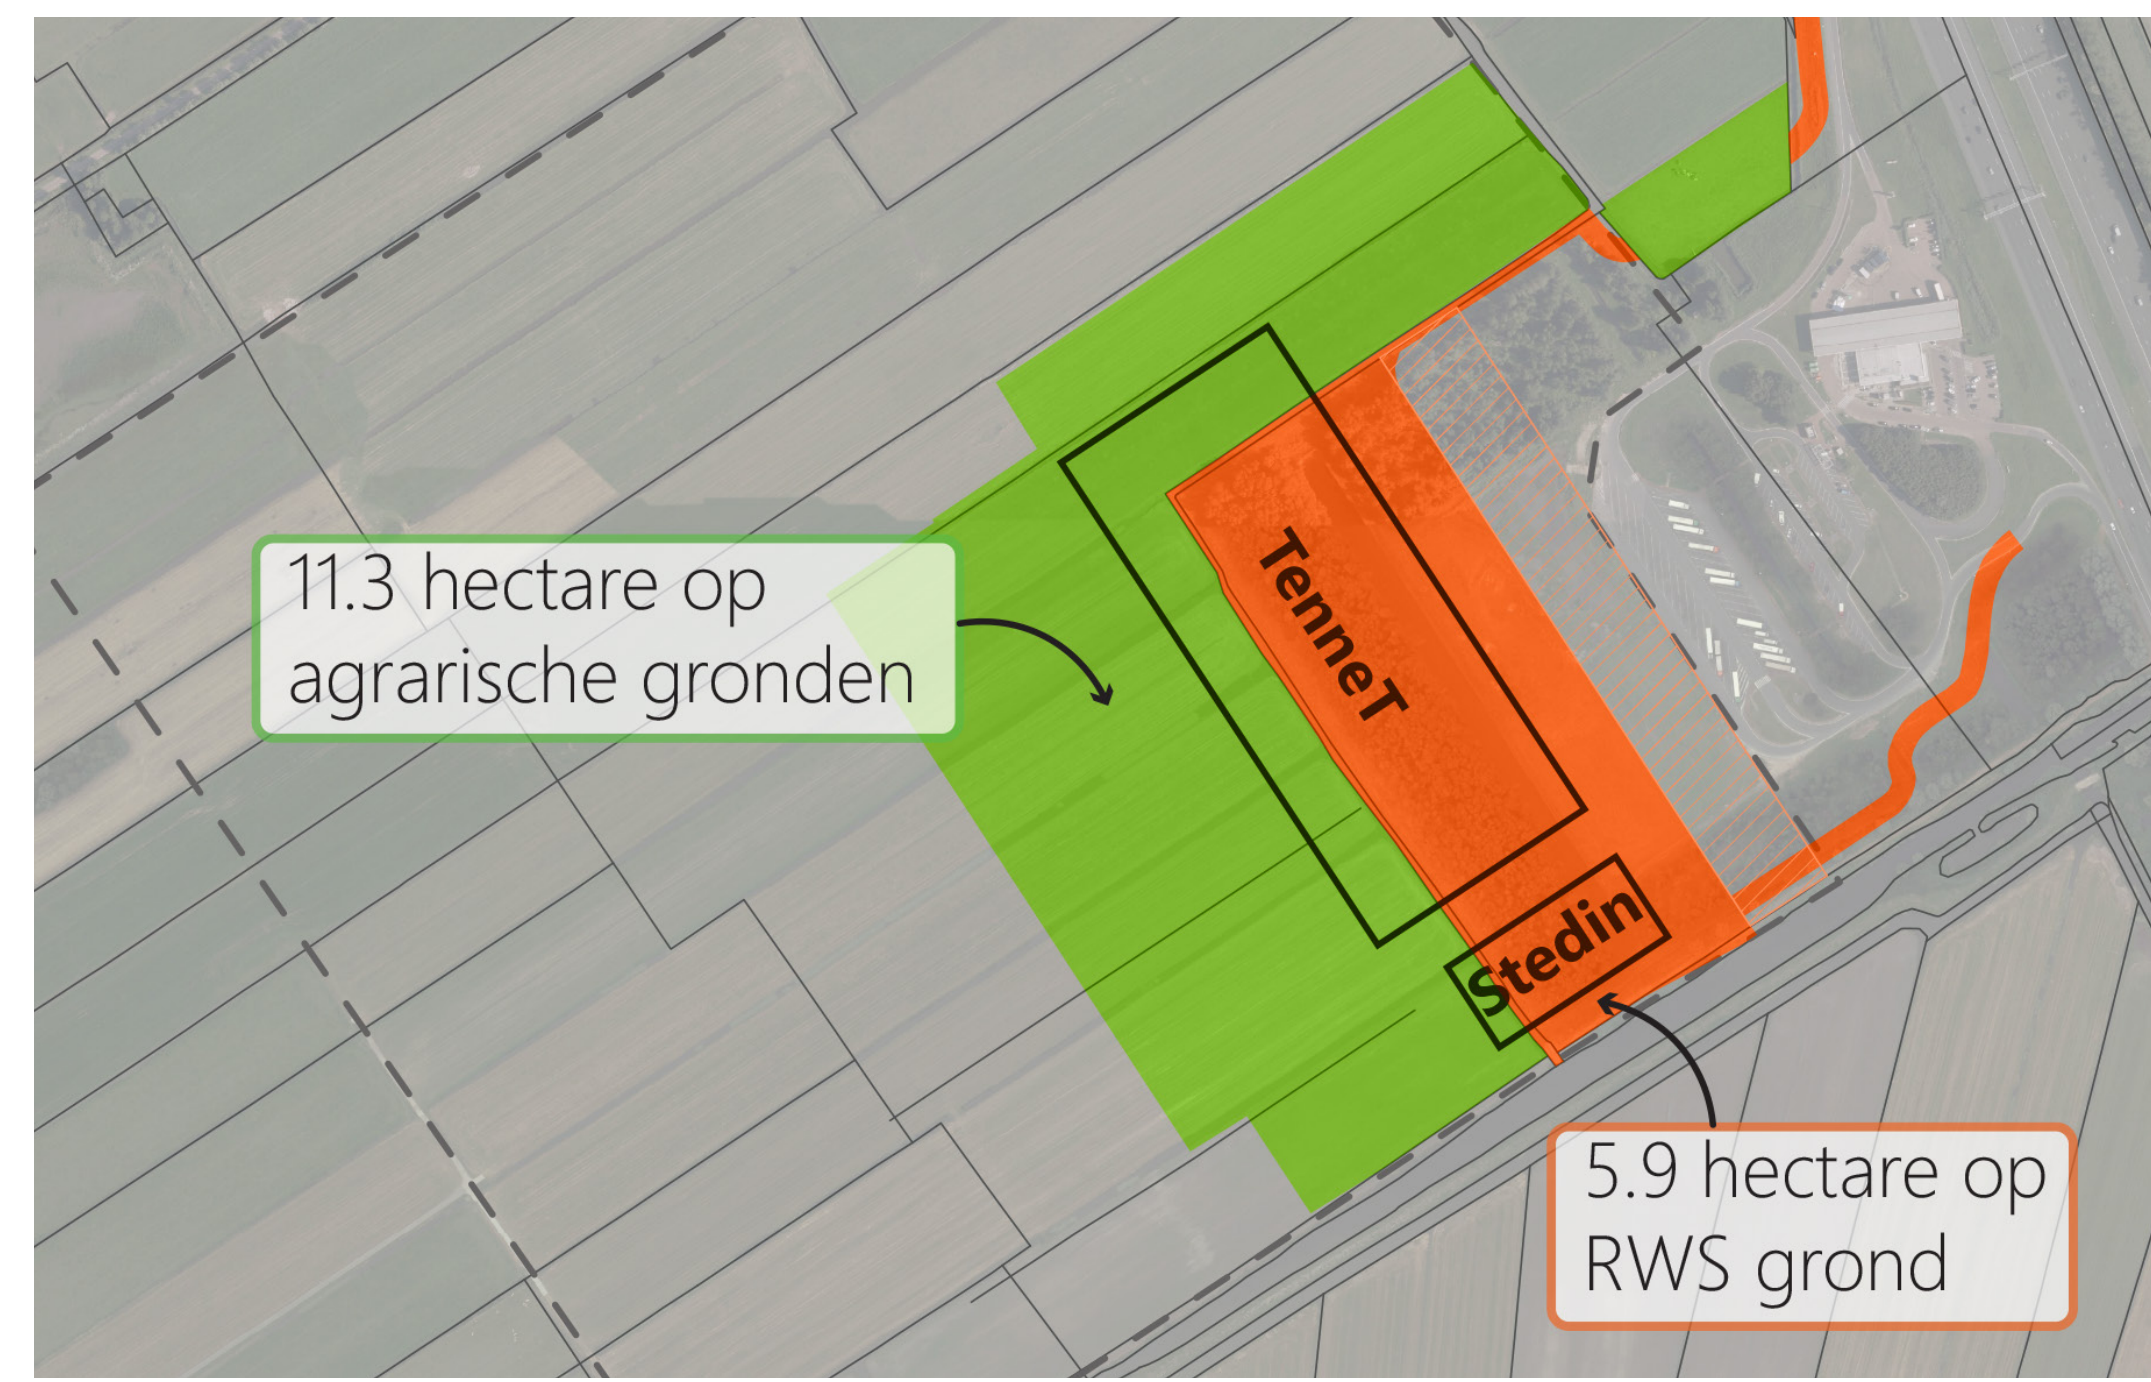 11.3 hectare op
agrarische gronden
TenneT
Stedin
5.9 hectare op
RWS grond